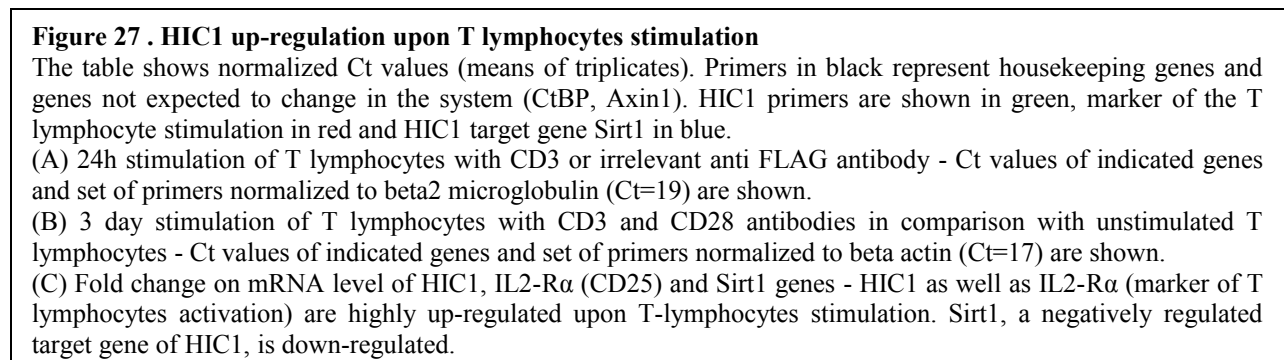 Figure 27 . HIC1 up-regulation upon T lymphocytes stimulation
The table shows normalized Ct values (means of triplicates). Primers in black represent housekeeping genes and
genes not expected to change in the system (CtBP, Axin1). HIC1 primers are shown in green, marker of the T
lymphocyte stimulation in red and HIC1 target gene Sirt1 in blue.
(A) 24h stimulation of T lymphocytes with CD3 or irrelevant anti FLAG antibody - Ct values of indicated genes
and set of primers normalized to beta2 microglobulin (Ct=19) are shown.
(B) 3 day stimulation of T lymphocytes with CD3 and CD28 antibodies in comparison with unstimulated T
lymphocytes - Ct values of indicated genes and set of primers normalized to beta actin (Ct=17) are shown.
(C) Fold change on mRNA level of HIC1, IL2-Rα (CD25) and Sirt1 genes - HIC1 as well as IL2-Rα (marker of T
lymphocytes activation) are highly up-regulated upon T-lymphocytes stimulation. Sirt1, a negatively regulated
target gene of HIC1, is down-regulated.